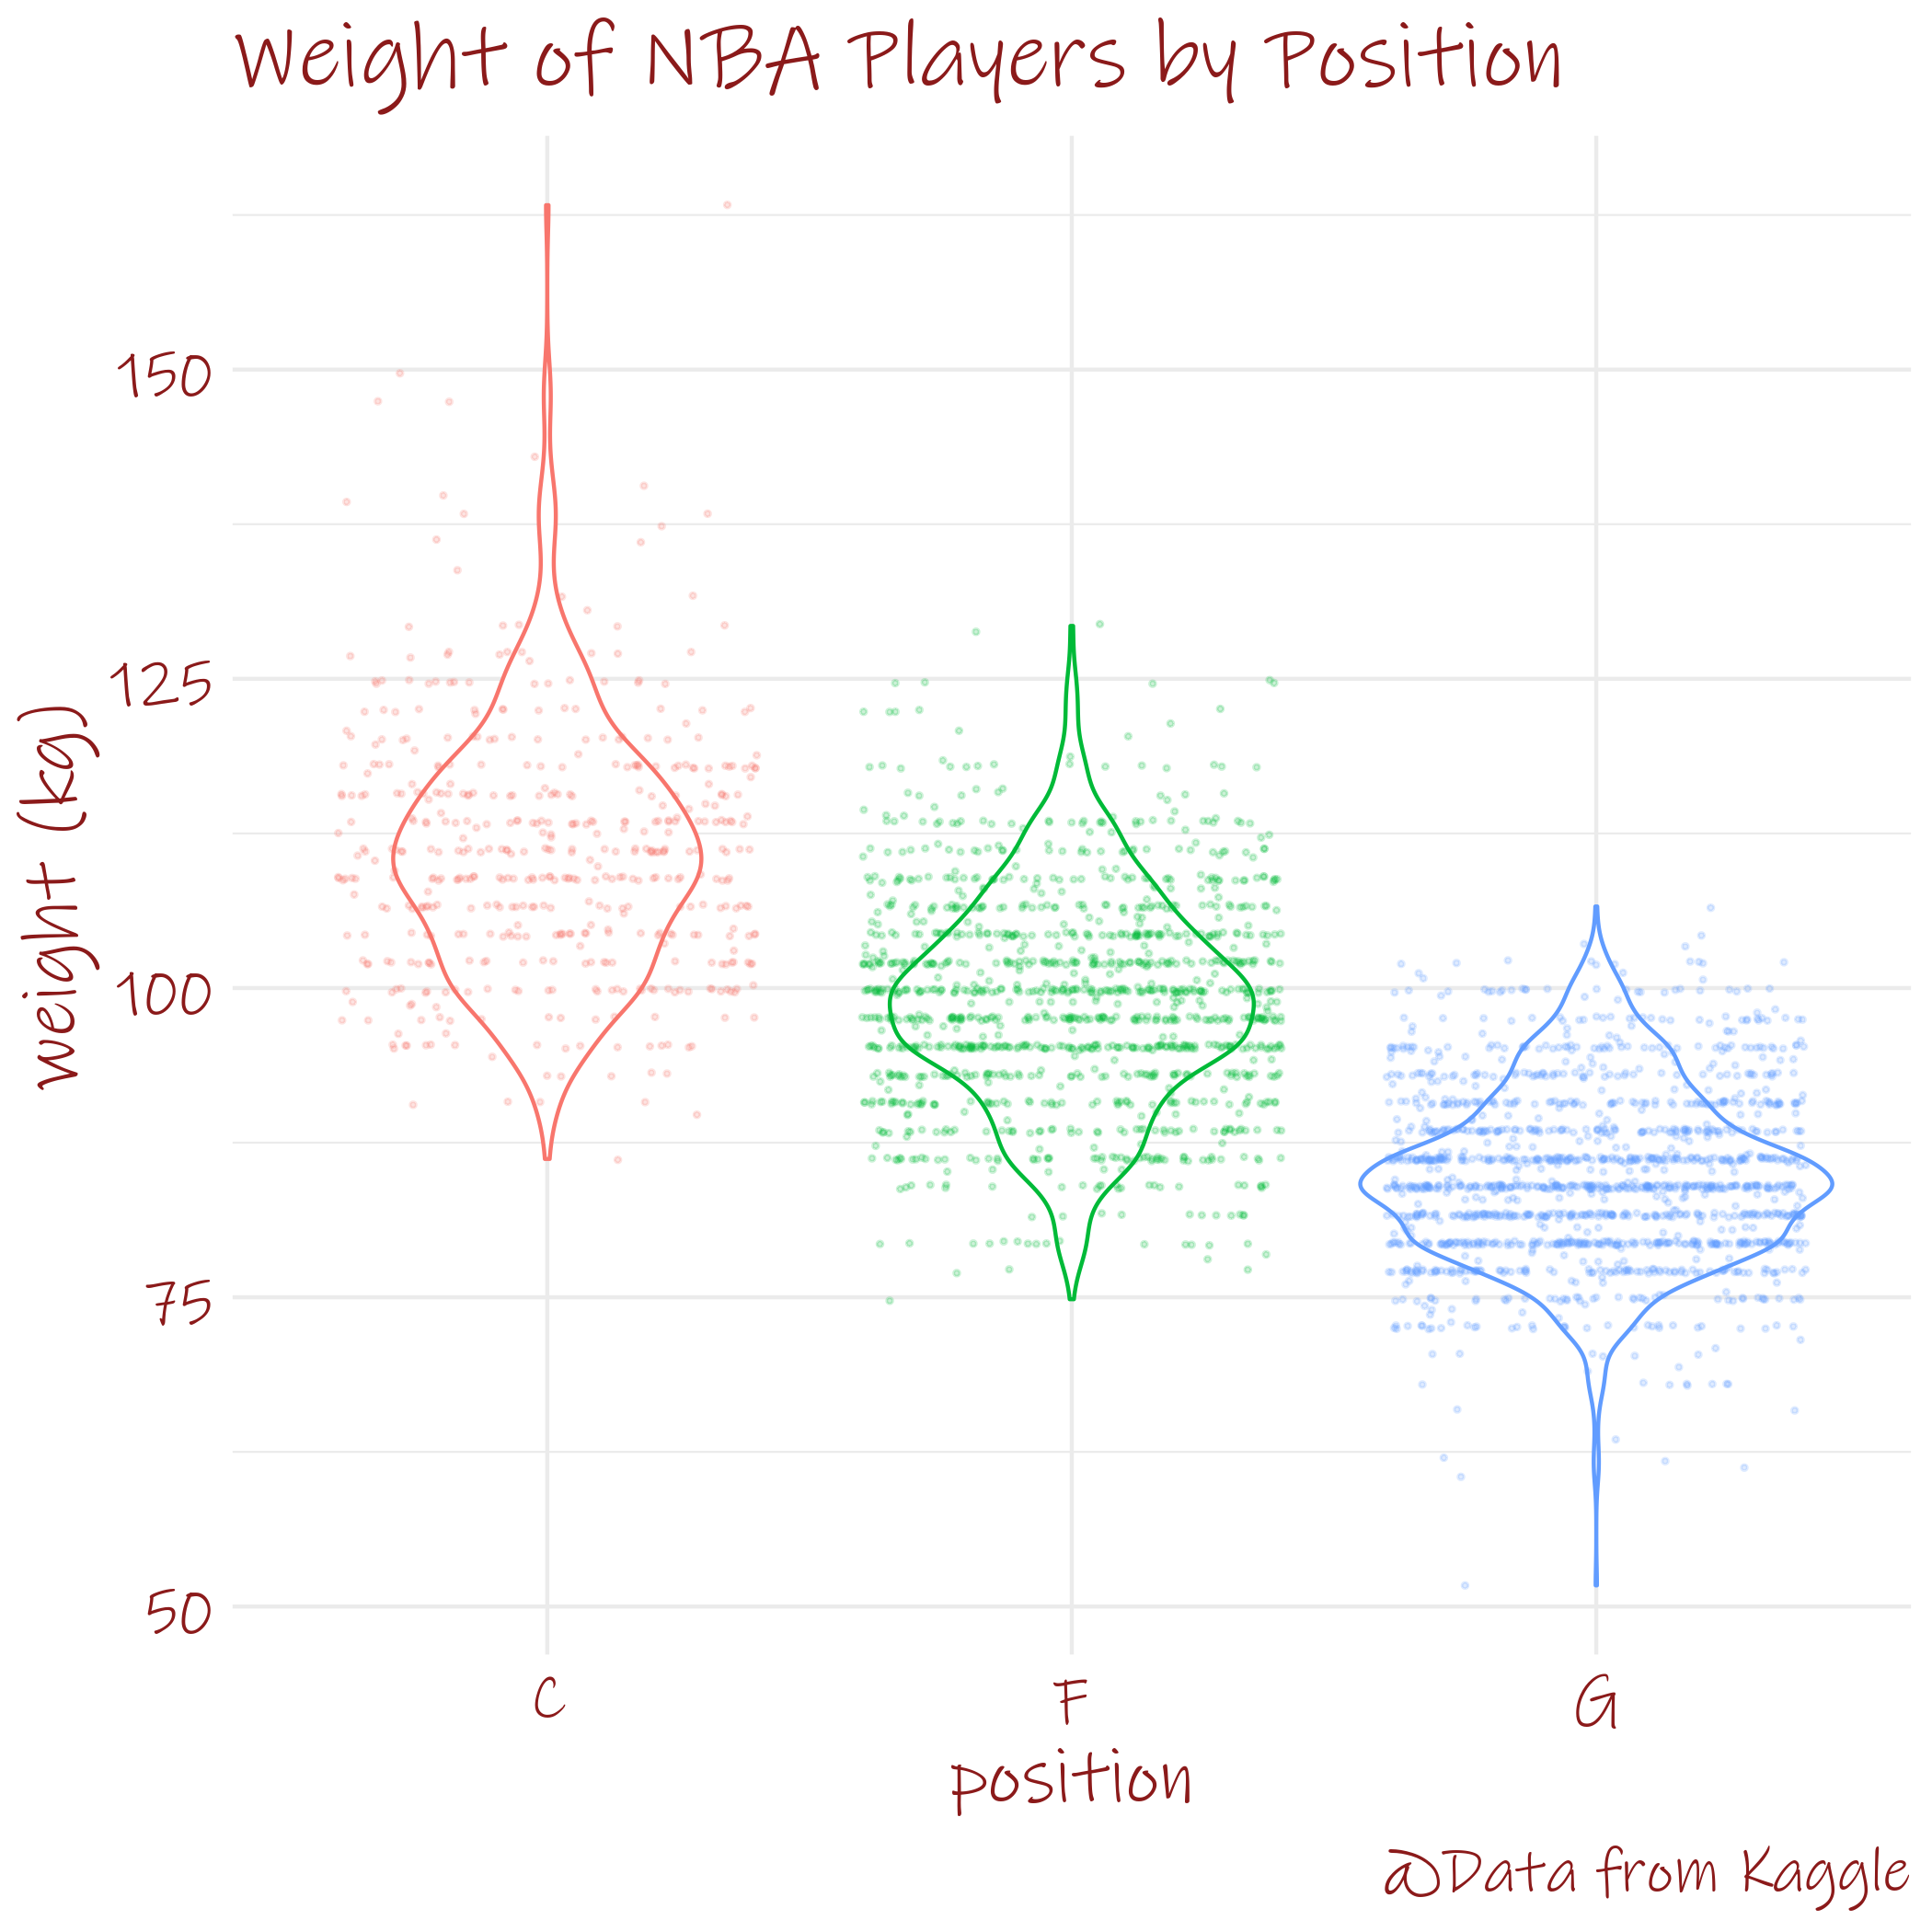 Weight of NBA Players by Position
weight (kg)
150
125
100
75
50
C
F
G
position
@Data from Kaggle